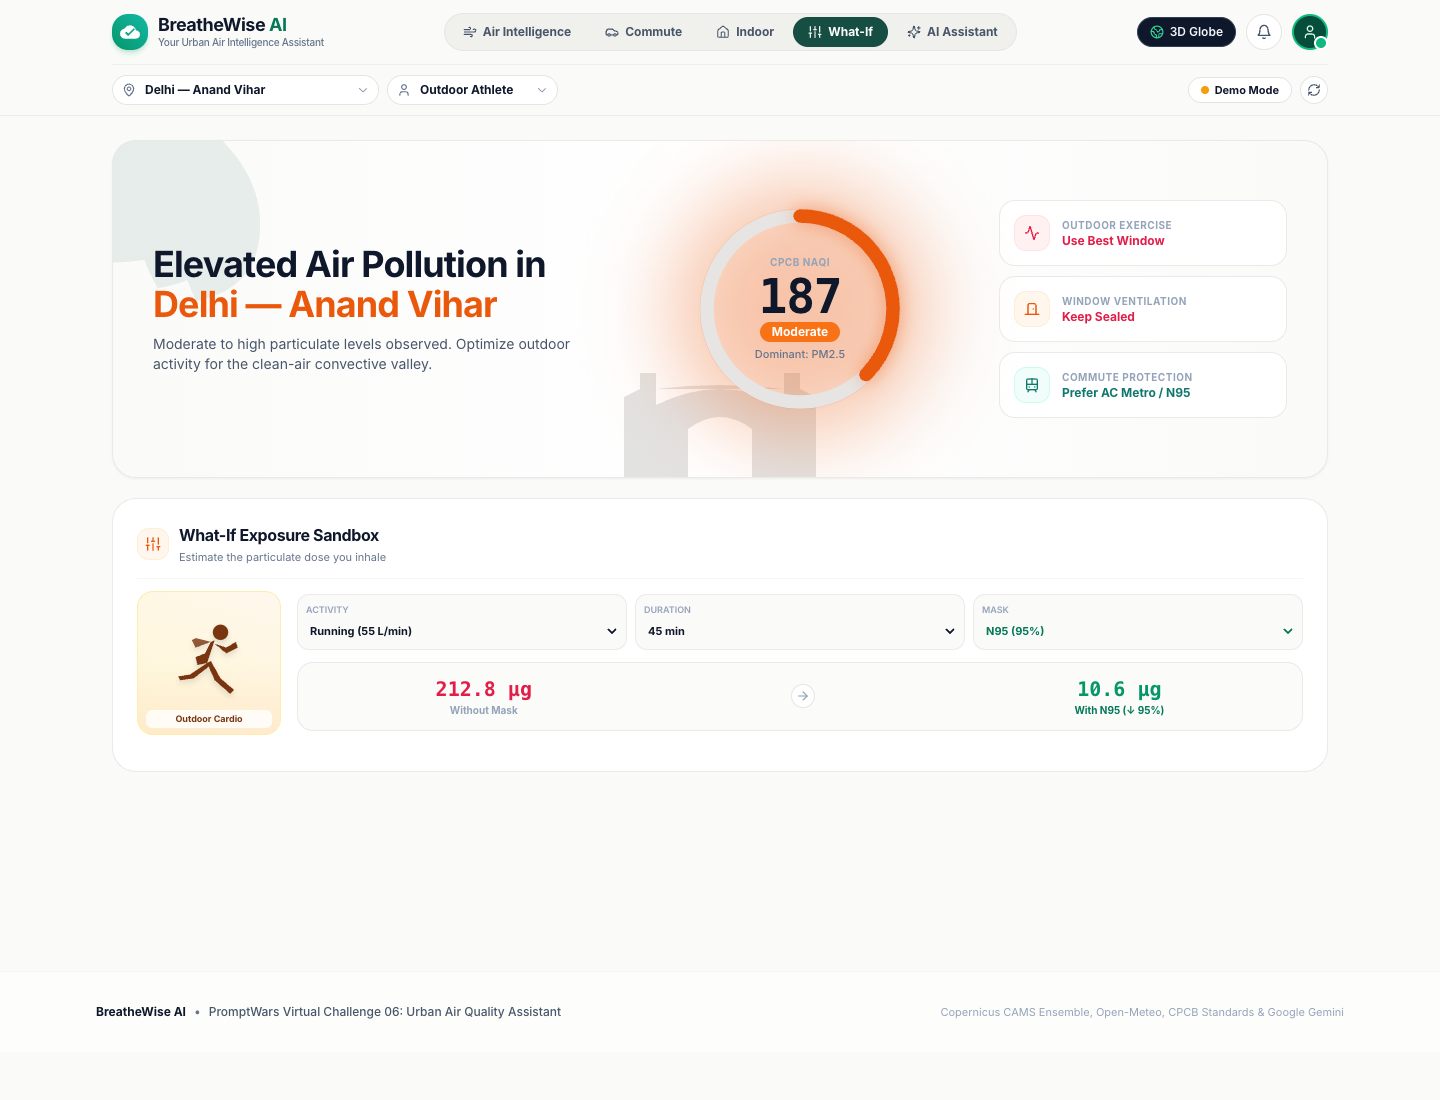 BreatheWise AI
Your Urban Air Intelligence Assistant
Air Intelligence
Commute
Indoor
What-If
AI Assistant
3D Globe
Delhi — Anand Vihar
Outdoor Athlete
Demo Mode
Elevated Air Pollution in
Delhi — Anand Vihar
Moderate to high particulate levels observed. Optimize outdoor
activity for the clean-air convective valley.
CPCB NAQI
187
Moderate
Dominant: PM2.5
OUTDOOR EXERCISE
Use Best Window
WINDOW VENTILATION
Keep Sealed
COMMUTE PROTECTION
Prefer AC Metro / N95
What-If Exposure Sandbox
Estimate the particulate dose you inhale
Outdoor Cardio
ACTIVITY
Running (55 L/min)
DURATION
45 min
MASK
N95 (95%)
212.8 µg
Without Mask
10.6 µg
With N95 (↓ 95%)
BreatheWise AI • PromptWars Virtual Challenge 06: Urban Air Quality Assistant
Copernicus CAMS Ensemble, Open-Meteo, CPCB Standards & Google Gemini